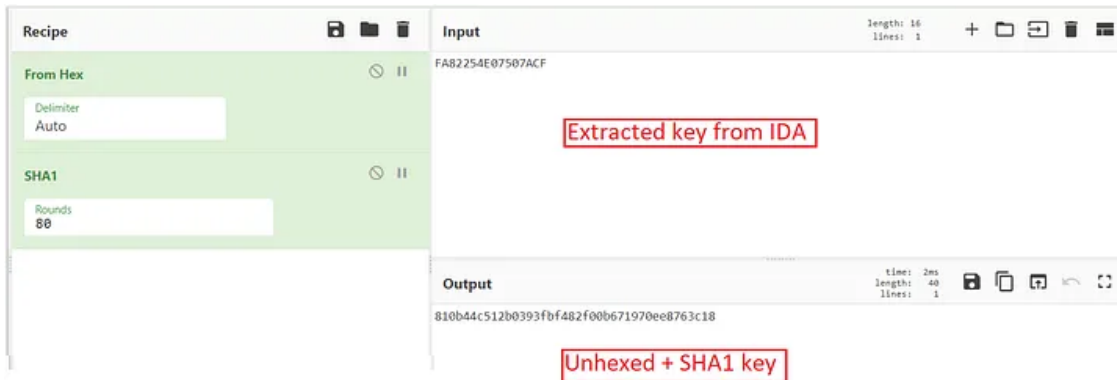 Recipe
From Hex
Delimiter
Auto
SHA1
Rounds
80
Input
length: 16
lines: 1
FA82254E07507ACF
Extracted key from IDA
Output
time: 2ms
length: 40
lines: 1
810b44c512b0393fbf482f00b671970ee8763c18
Unhexed + SHA1 key